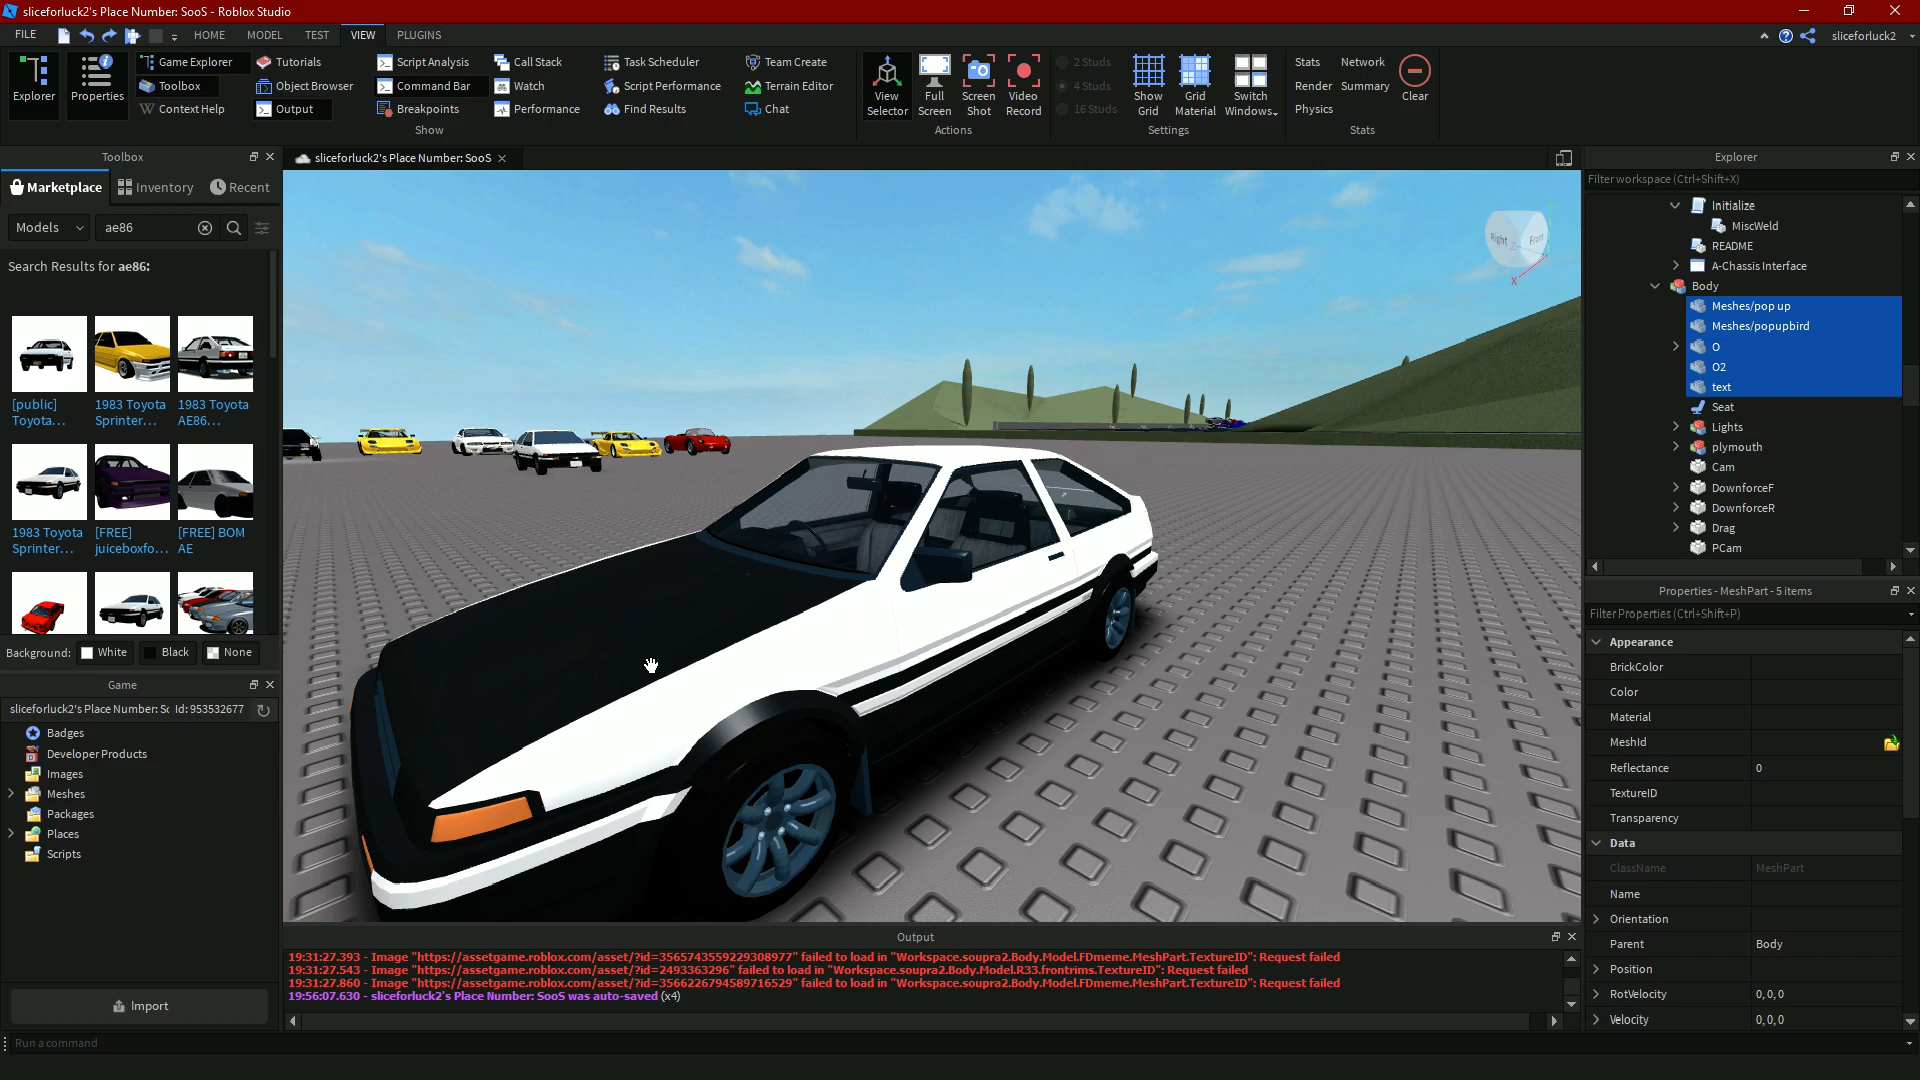 sliceforluck2's Place Number: SooS - Roblox Studio
FILE HOME MODEL TEST VIEW PLUGINS sliceforluck2
Explorer
Properties
Game Explorer
Toolbox
Context Help
Tutorials
Object Browser
Output
Script Analysis
Command Bar
Breakpoints
Call Stack
Watch
Performance
Task Scheduler
Script Performance
Find Results
Team Create
Terrain Editor
Chat
Show
View
Selector
Full
Screen
Screen
Shot
Video
Record
Actions
2 Studs
4 Studs
16 Studs
Show
Grid
Grid
Material
Switch
Windows
Settings
Stats
Render
Physics
Network
Summary
Clear
Stats
Toolbox
Marketplace Inventory Recent
Models ae86
Search Results for ae86:
[public]
Toyota...
1983 Toyota
Sprinter...
1983 Toyota
AE86...
1983 Toyota
Sprinter...
[FREE]
juiceboxfo...
[FREE] BOM
AE
Background: White Black None
Game
sliceforluck2's Place Number: Sc Id: 953532677
Badges
Developer Products
Images
Meshes
Packages
Places
Scripts
Import
sliceforluck2's Place Number: SooS
Right
Front
Z
X
Output
19:31:27.393 - Image "https://assetgame.roblox.com/asset/?id=3565743559229308977" failed to load in "Workspace.soupra2.Body.Model.FDmeme.MeshPart.TextureID": Request failed
19:31:27.543 - Image "https://assetgame.roblox.com/asset/?id=2493363296" failed to load in "Workspace.soupra2.Body.Model.R33.frontrims.TextureID": Request failed
19:31:27.860 - Image "https://assetgame.roblox.com/asset/?id=3566226794589716529" failed to load in "Workspace.soupra2.Body.Model.FDmeme.MeshPart.TextureID": Request failed
19:56:07.630 - sliceforluck2's Place Number: SooS was auto-saved (x4)
Run a command
Explorer
Filter workspace (Ctrl+Shift+X)
Initialize
MiscWeld
README
A-Chassis Interface
Body
Meshes/pop up
Meshes/popupbird
O
O2
text
Seat
Lights
plymouth
Cam
DownforceF
DownforceR
Drag
PCam
Properties - MeshPart - 5 items
Filter Properties (Ctrl+Shift+P)
Appearance
BrickColor
Color
Material
MeshId
Reflectance 0
TextureID
Transparency
Data
ClassName MeshPart
Name
Orientation
Parent Body
Position
RotVelocity 0, 0, 0
Velocity 0, 0, 0